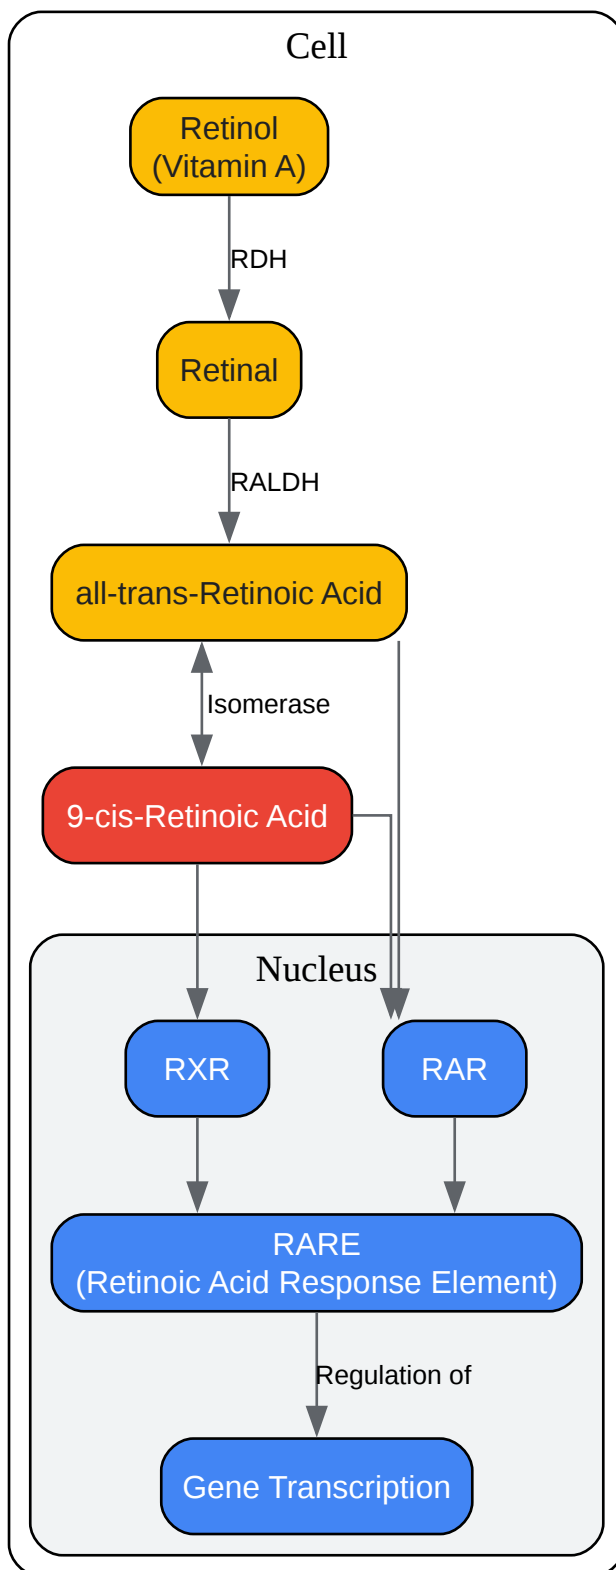 Cell
Retinol
(Vitamin A)
RDH
Retinal
RALDH
all-trans-Retinoic Acid
Isomerase
9-cis-Retinoic Acid
Nucleus
RXR
RAR
RARE
(Retinoic Acid Response Element)
Regulation of
Gene Transcription